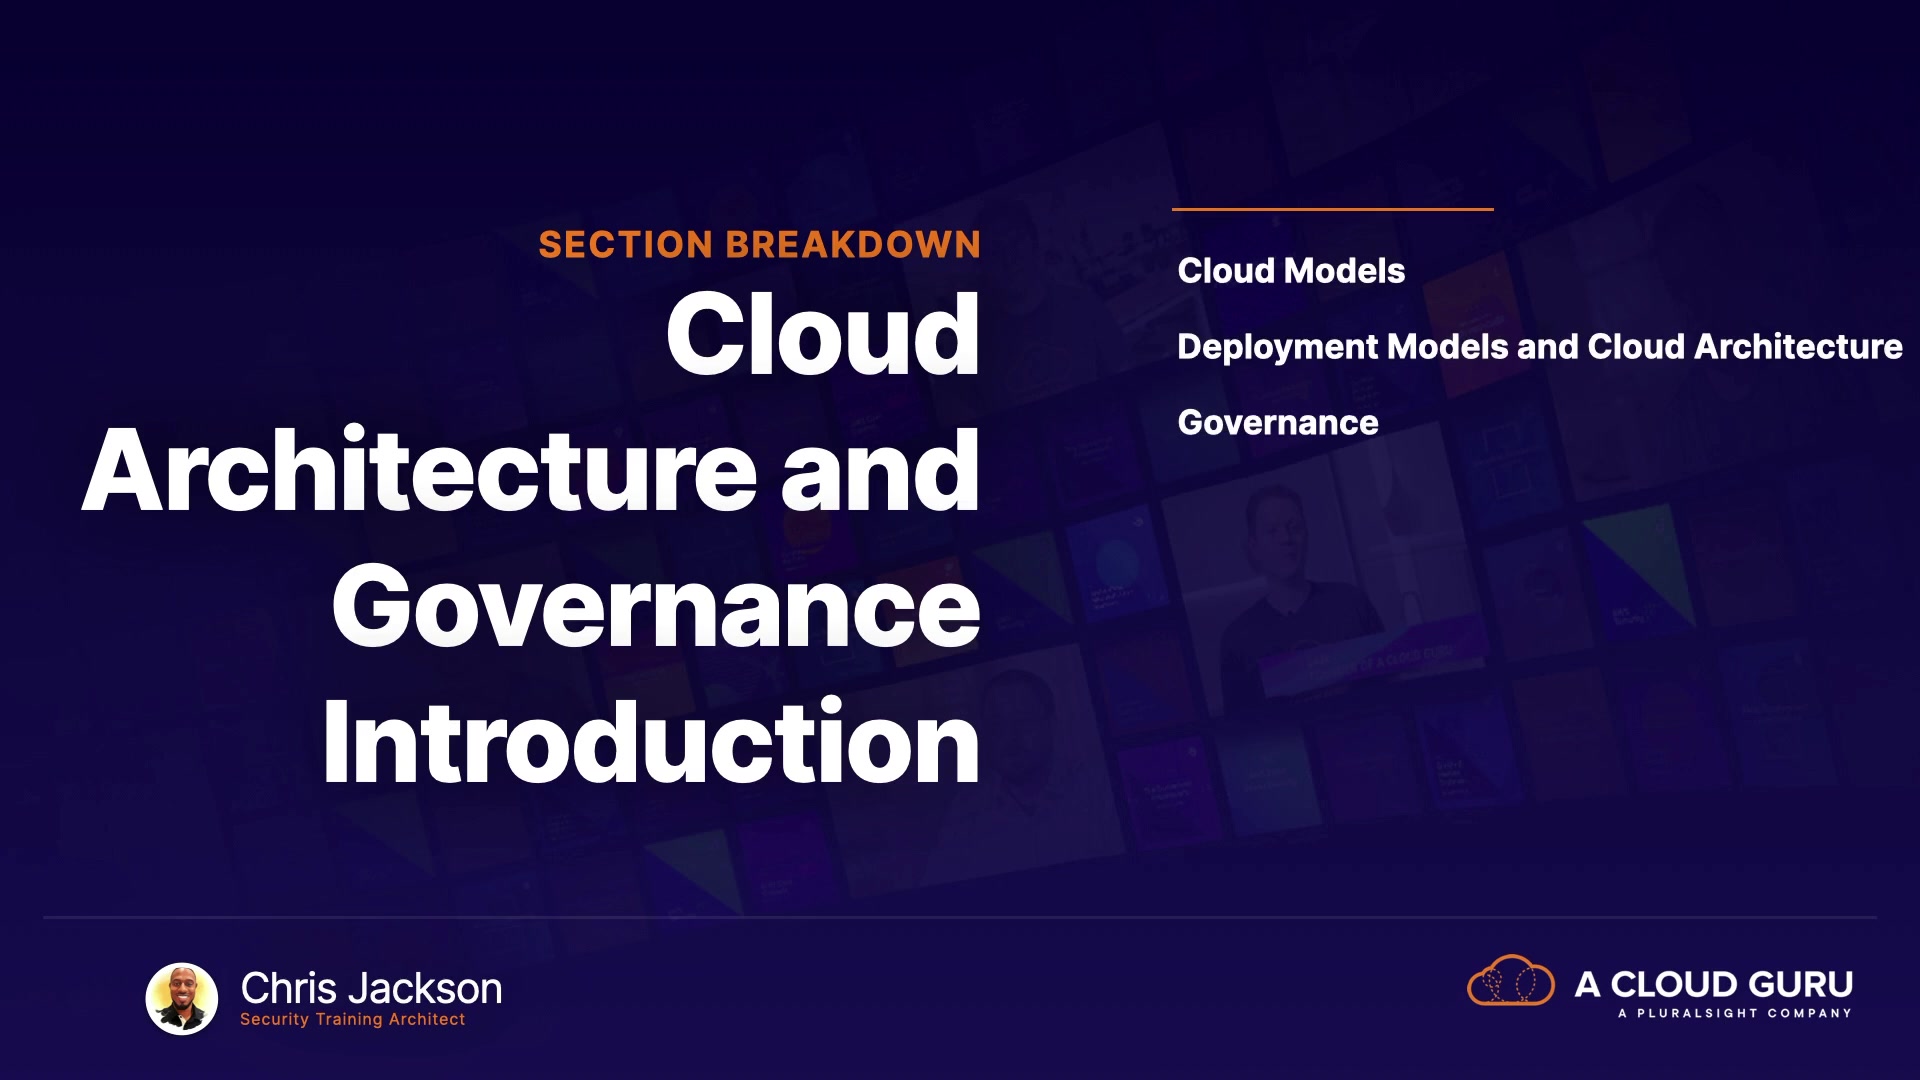 SECTION BREAKDOWN
Cloud
Architecture and
Governance
Introduction
Cloud Models
Deployment Models and Cloud Architecture
Governance
Chris Jackson
Security Training Architect
A CLOUD GURU
A PLURALSIGHT COMPANY